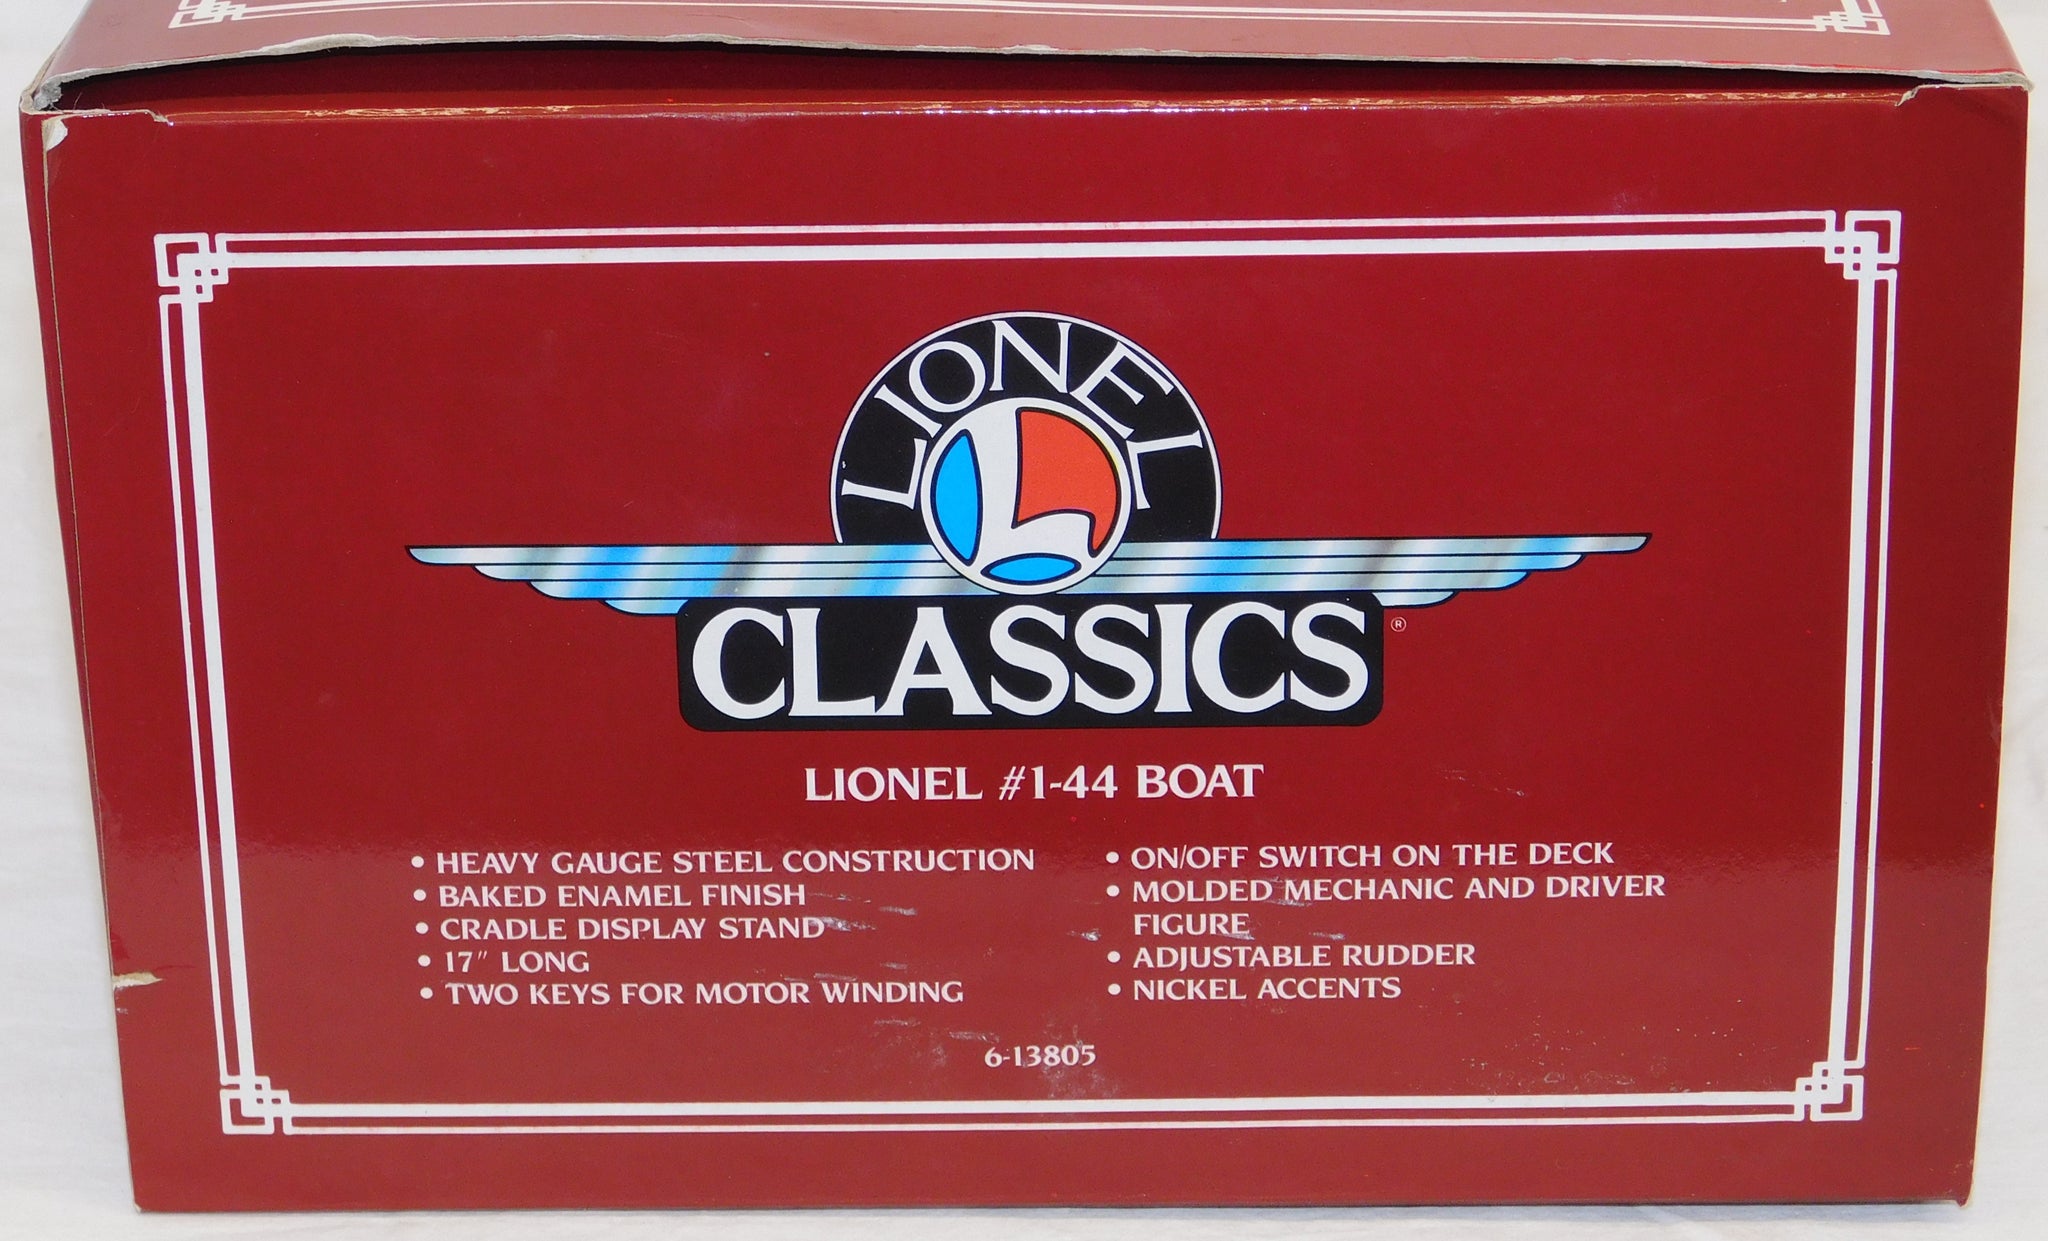 LIONEL
L
CLASSICS ®
LIONEL #1-44 BOAT
• HEAVY GAUGE STEEL CONSTRUCTION
• BAKED ENAMEL FINISH
• CRADLE DISPLAY STAND
• 17" LONG
• TWO KEYS FOR MOTOR WINDING
• ON/OFF SWITCH ON THE DECK
• MOLDED MECHANIC AND DRIVER
FIGURE
• ADJUSTABLE RUDDER
• NICKEL ACCENTS
6-13805